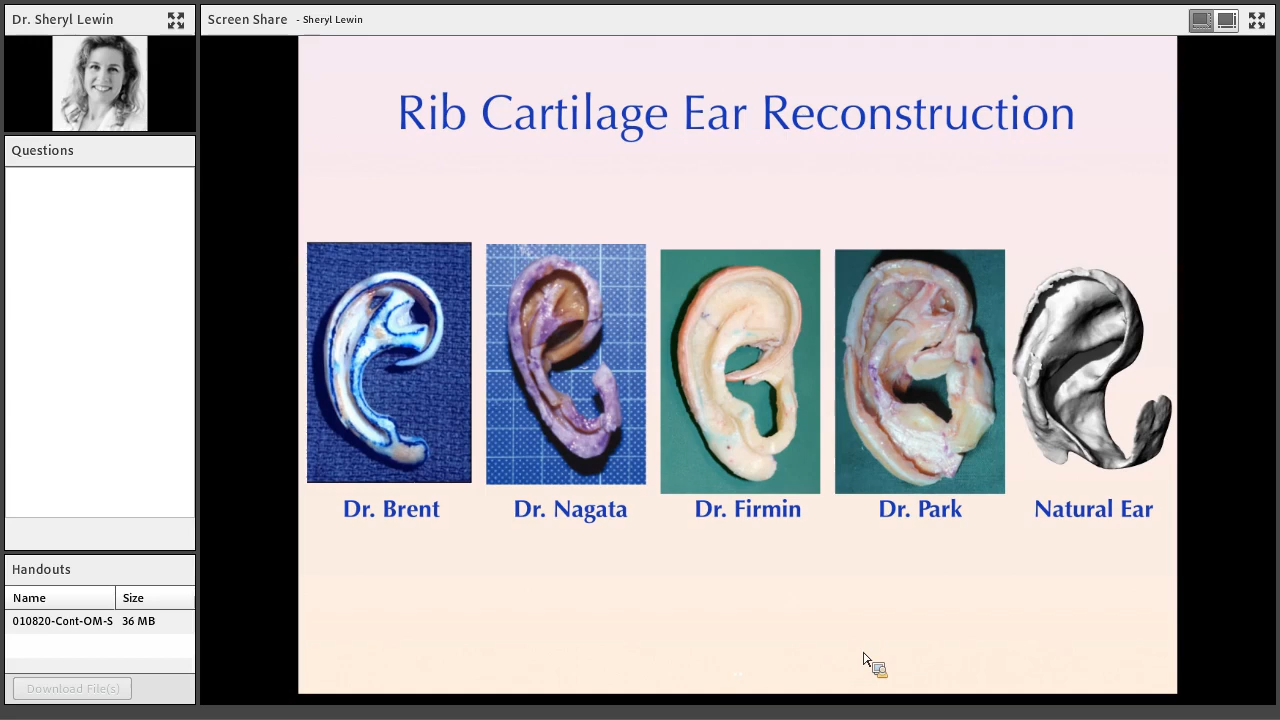 Dr. Sheryl Lewin
Screen Share - Sheryl Lewin
Questions
Handouts
Name Size
010820-Cont-OM-S 36 MB
Download File(s)
Rib Cartilage Ear Reconstruction
Dr. Brent
Dr. Nagata
Dr. Firmin
Dr. Park
Natural Ear